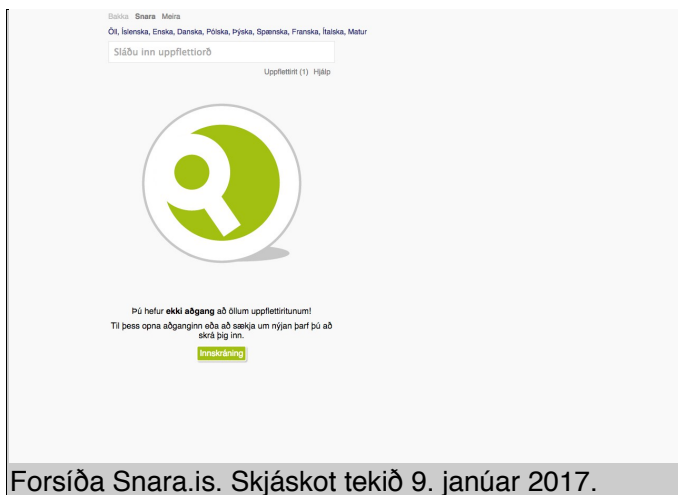 Bakka Snara Meira
Öll, Íslenska, Enska, Danska, Pólska, Þýska, Spænska, Franska, Ítalska, Matur
Sláðu inn uppflettiorð
Uppflettirit (1) Hjálp
Þú hefur ekki aðgang að öllum uppflettiritunum!
Til þess opna aðganginn eða að sækja um nýjan þarf þú að
skrá þig inn.
Innskráning
Forsíða Snara.is. Skjáskot tekið 9. janúar 2017.